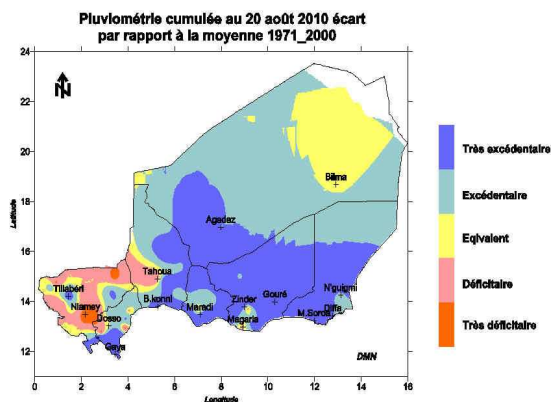 Pluviométrie cumulée au 20 août 2010 écart
par rapport à la moyenne 1971_2000
24
22
20
18
16
14
12
Latitude
N
Bilma
Agadez
Tahoua
Tillabéri
Niamey
Dosso
Gaya
B.konni
Maradi
Zinder
Magaria
Gouré
N'guigmi
Diffa
M.Soroa
DMN
0 2 4 6 8 10 12 14 16
Longitude
Très excédentaire
Excédentaire
Eqivalent
Déficitaire
Très déficitaire